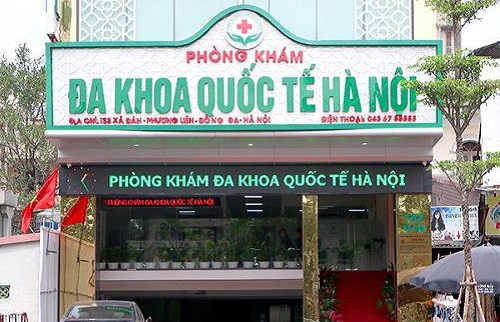 PHÒNG KHÁM
ĐA KHOA QUỐC TẾ HÀ NỘI
ĐỊA CHỈ: 152 XÃ ĐÀN - PHƯƠNG LIÊN - ĐỐNG ĐA - HÀ NỘI ĐIỆN THOẠI: 043 67 55555
PHÒNG KHÁM ĐA KHOA QUỐC TẾ HÀ NỘI
PHÒNG KHÁM ĐA KHOA QUỐC TẾ HÀ NỘI